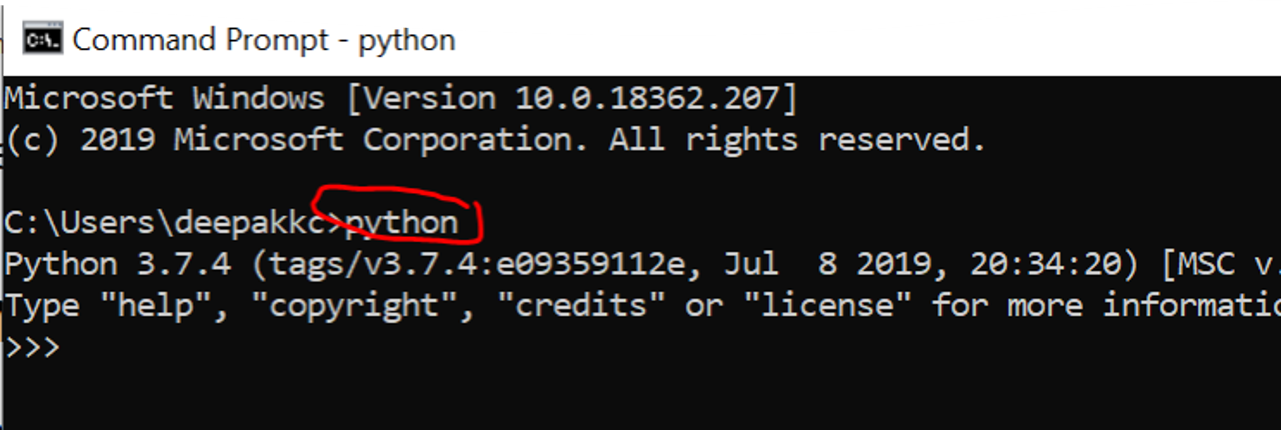 C:\. Command Prompt - python
Microsoft Windows [Version 10.0.18362.207]
(c) 2019 Microsoft Corporation. All rights reserved.
C:\Users\deepakkc>python
Python 3.7.4 (tags/v3.7.4:e09359112e, Jul  8 2019, 20:34:20) [MSC v.
Type "help", "copyright", "credits" or "license" for more informatio
>>>